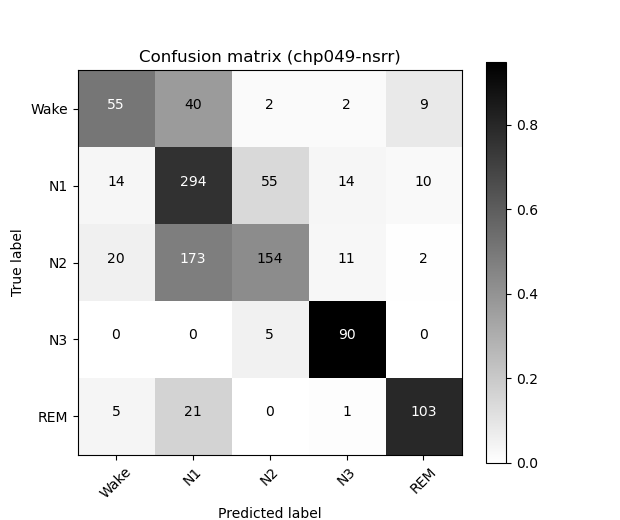 Confusion matrix (chp049-nsrr)
Wake 55 40 2 2 9
N1 14 294 55 14 10
N2 20 173 154 11 2
N3 0 0 5 90 0
REM 5 21 0 1 103
Wake N1 N2 N3 REM
Predicted label
True label
0.8
0.6
0.4
0.2
0.0